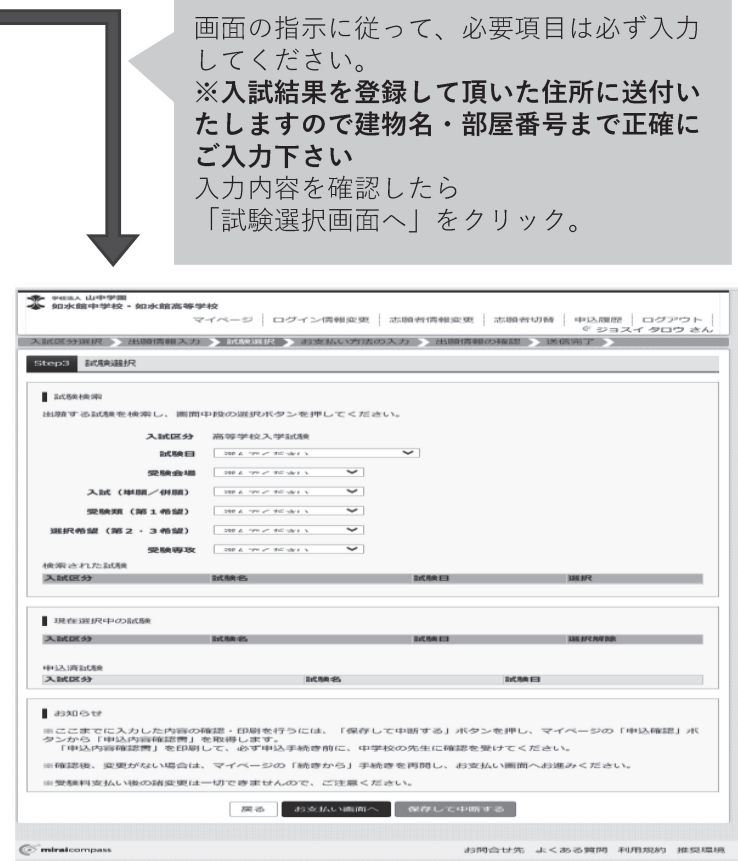 画面の指示に従って、必要項目は必ず入力
してください。
※入試結果を登録して頂いた住所に送付い
たしますので建物名・部屋番号まで正確に
ご入力下さい
入力内容を確認したら
「試験選択画面へ」をクリック。
学校法人 山中学園
如水館中学校・如水館高等学校
マイページ ログイン情報変更 志願者情報変更 志願者切替 申込履歴 ログアウト
ジョスイ タロウ さん
入試区分選択 出願情報入力 試験選択 お支払い方法の入力 出願情報の確認 送信完了
Step3 試験選択
試験検索
出願する試験を検索し、画面中段の選択ボタンを押してください。
入試区分 高等学校入学試験
試験日
受験会場
入試（単願／併願）
受験類（第１希望）
選択希望（第２・３希望）
受験専攻
検索された試験
入試区分 試験名 試験日 選択
現在選択中の試験
入試区分 試験名 試験日 選択解除
申込済試験
入試区分 試験名 試験日
お知らせ
※ここまでに入力した内容の確認・印刷を行うには、「保存して中断する」ボタンを押し、マイページの「申込確認」ボ
タンから「申込内容確認書」を取得します。
「申込内容確認書」を印刷して、必ず申込手続き前に、中学校の先生に確認を受けてください。
※確認後、変更がない場合は、マイページの「続きから」手続きを再開し、お支払い画面へお進みください。
※受験料支払い後の諸変更は一切できませんので、ご注意ください。
戻る お支払い画面へ 保存して中断する
miraicompass お問合せ先 よくある質問 利用規約 推奨環境